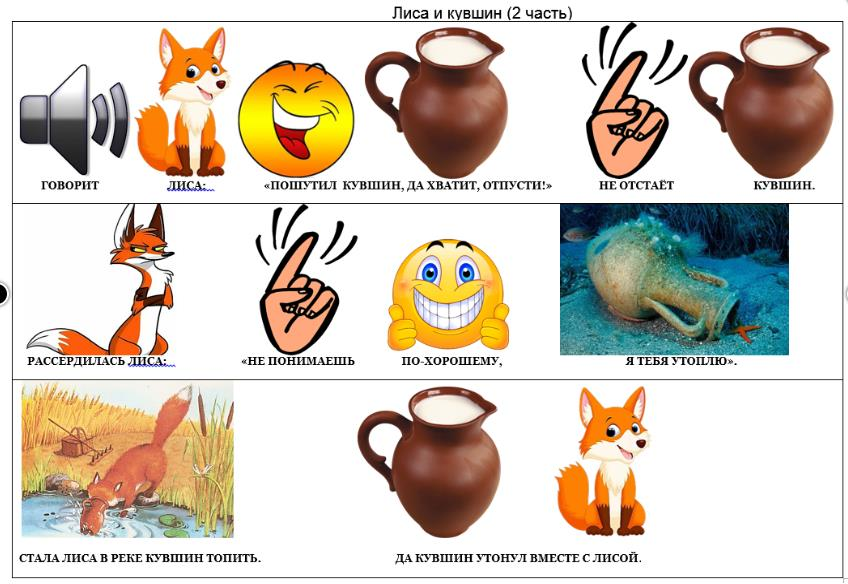 Лиса и кувшин (2 часть)
ГОВОРИТ ЛИСА: «ПОШУТИЛ КУВШИН, ДА ХВАТИТ, ОТПУСТИ!» НЕ ОТСТАЁТ КУВШИН.
РАССЕРДИЛАСЬ ЛИСА: «НЕ ПОНИМАЕШЬ ПО-ХОРОШЕМУ, Я ТЕБЯ УТОПЛЮ».
СТАЛА ЛИСА В РЕКЕ КУВШИН ТОПИТЬ. ДА КУВШИН УТОНУЛ ВМЕСТЕ С ЛИСОЙ.